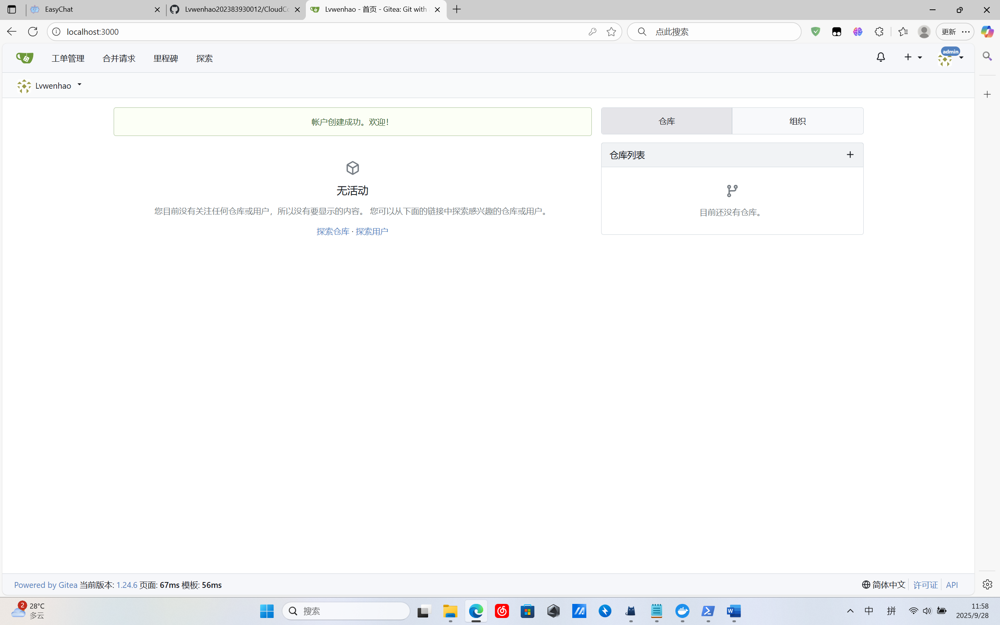 EasyChat
Lvwenhao202383930012/CloudCo
Lvwenhao - 首页 - Gitea: Git with
localhost:3000
点此搜索
更新
工单管理 合并请求 里程碑 探索
admin
Lvwenhao
帐户创建成功。欢迎！
仓库 组织
仓库列表
无活动
您目前没有关注任何仓库或用户，所以没有要显示的内容。 您可以从下面的链接中探索感兴趣的仓库或用户。
目前还没有仓库。
探索仓库 · 探索用户
Powered by Gitea 当前版本: 1.24.6 页面: 67ms 模板: 56ms
简体中文 许可证 API
2
28°C
多云
搜索
W
中 拼
11:58
2025/9/28